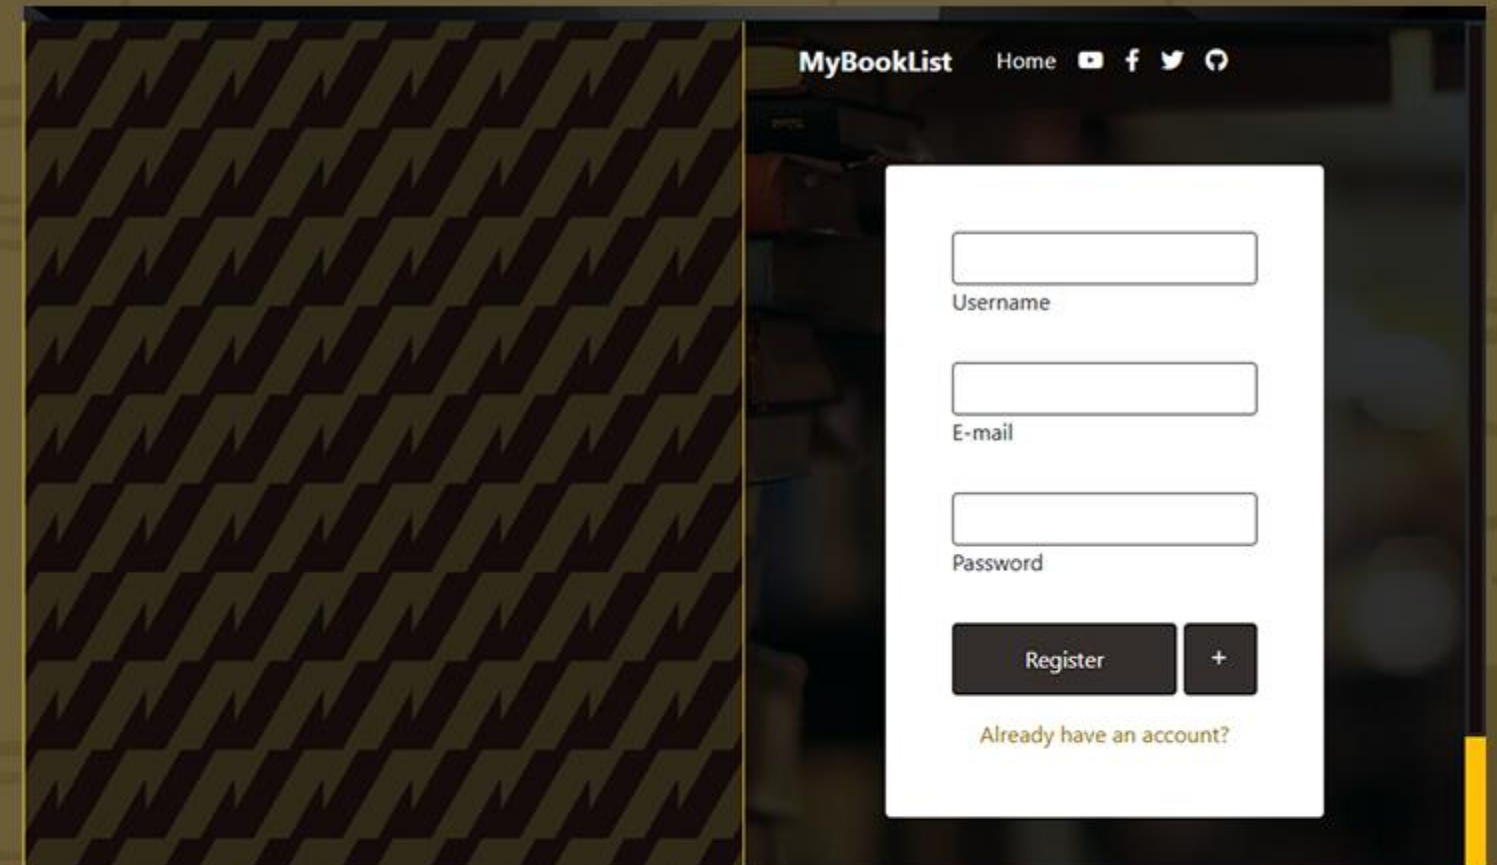 MyBookList Home
Username
E-mail
Password
Register +
Already have an account?